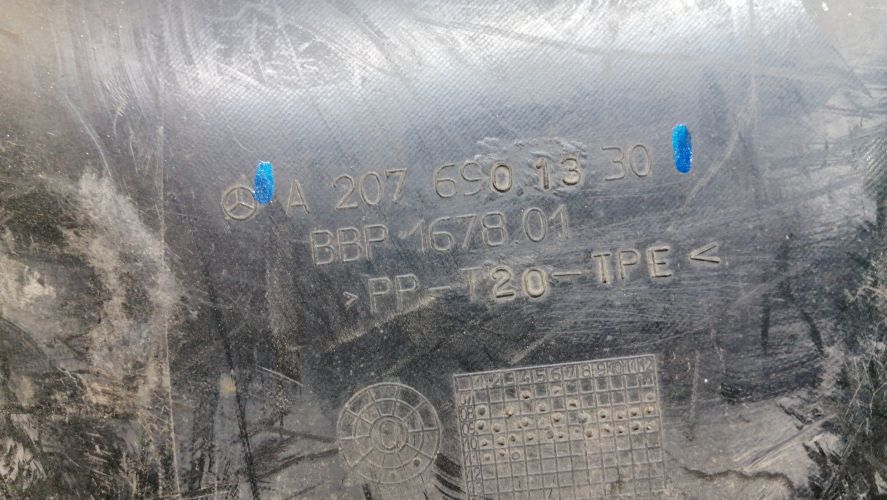 A 207 690 13 30
BBP 1678 01
>PP-T20-TPE<